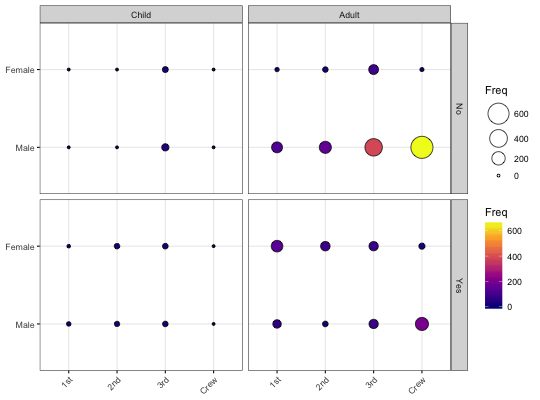 Child
Adult
Female
Male
No
Female
Male
Yes
1st
2nd
3rd
Crew
1st
2nd
3rd
Crew
Freq
600
400
200
0
Freq
600
400
200
0